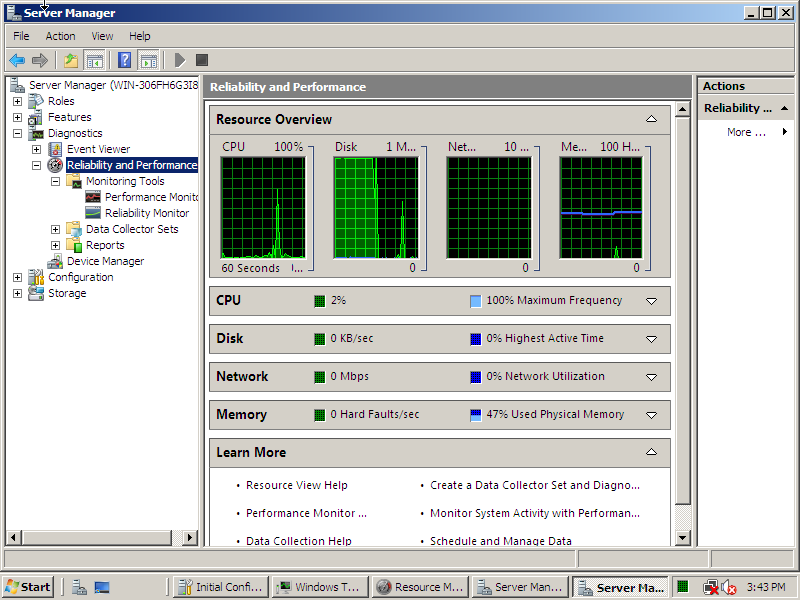 Server Manager
File Action View Help
Server Manager (WIN-306FH6G3I8
Roles
Features
Diagnostics
Event Viewer
Reliability and Performance
Monitoring Tools
Performance Monito
Reliability Monitor
Data Collector Sets
Reports
Device Manager
Configuration
Storage
Reliability and Performance
Resource Overview
CPU 100% Disk 1 M... Net... 10 ... Me... 100 H...
60 Seconds 0... 0 0 0
CPU 2% 100% Maximum Frequency
Disk 0 KB/sec 0% Highest Active Time
Network 0 Mbps 0% Network Utilization
Memory 0 Hard Faults/sec 47% Used Physical Memory
Learn More
• Resource View Help • Create a Data Collector Set and Diagno...
• Performance Monitor ... • Monitor System Activity with Performan...
• Data Collection Help • Schedule and Manage Data
Actions
Reliability ...
More ...
Start Initial Confi... Windows T... Resource M... Server Man... Server Ma... 3:43 PM